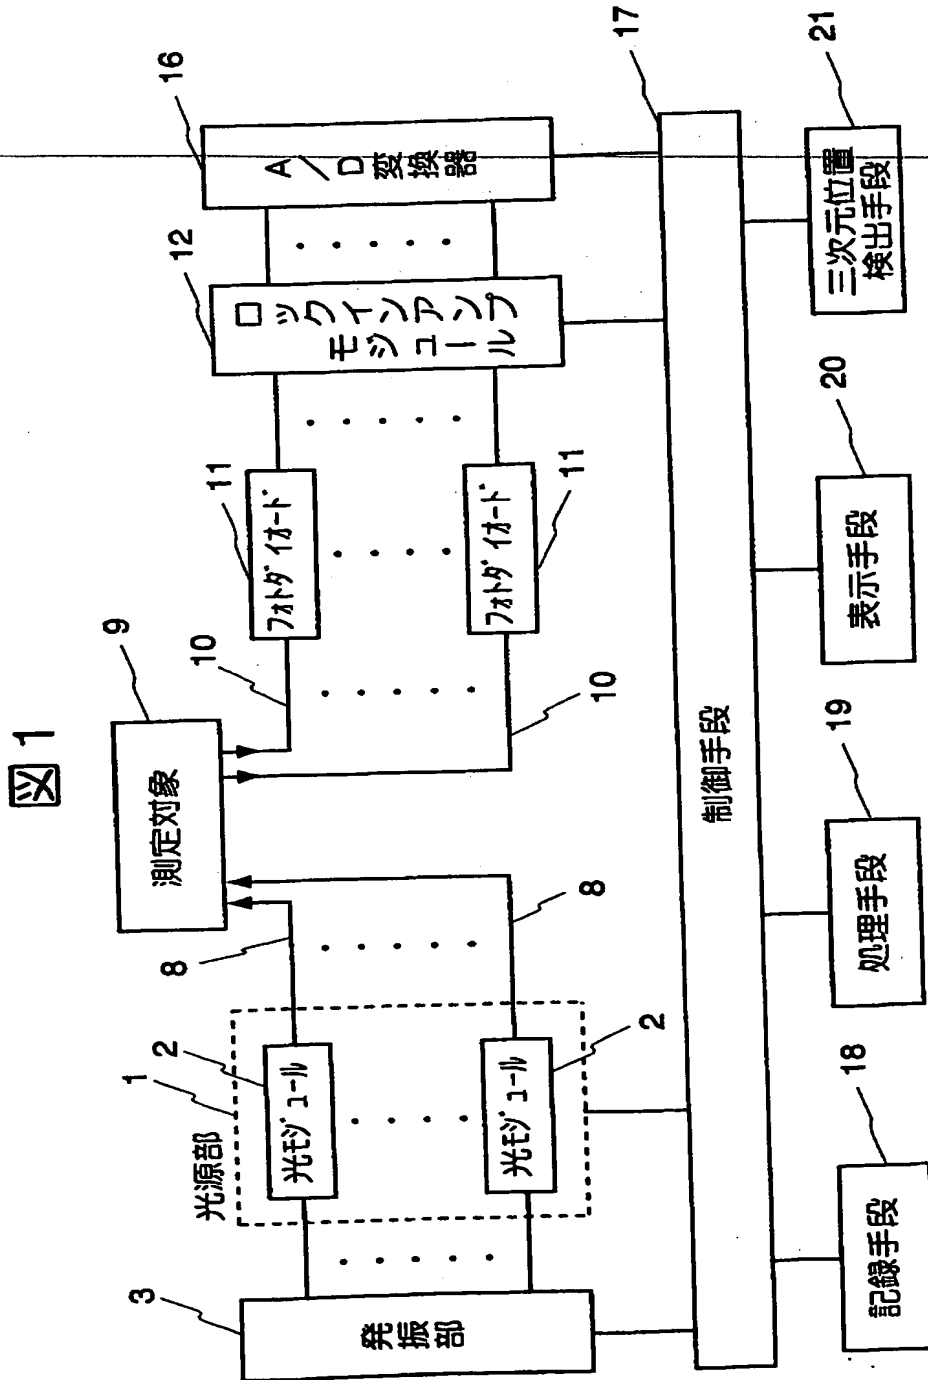 図1
測定対象
9
8
8
10
10
光源部
1
光モジュール
2
光モジュール
2
発振部
3
フォトダイオード
11
フォトダイオード
11
ロックインアンプ
モジュール
12
A/D変換器
16
制御手段
17
記録手段
18
処理手段
19
表示手段
20
三次元位置
検出手段
21